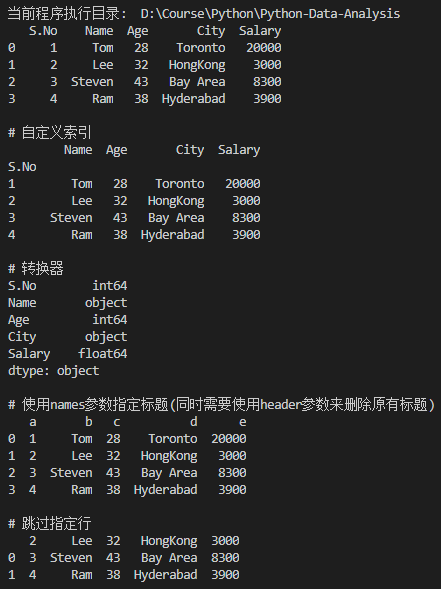 当前程序执行目录: D:\Course\Python\Python-Data-Analysis
   S.No    Name  Age       City  Salary
0     1     Tom   28    Toronto   20000
1     2     Lee   32   HongKong    3000
2     3  Steven   43   Bay Area    8300
3     4     Ram   38  Hyderabad    3900
# 自定义索引
        Name  Age       City  Salary
S.No
1        Tom   28    Toronto   20000
2        Lee   32   HongKong    3000
3     Steven   43   Bay Area    8300
4        Ram   38  Hyderabad    3900
# 转换器
S.No        int64
Name       object
Age         int64
City       object
Salary    float64
dtype: object
# 使用names参数指定标题(同时需要使用header参数来删除原有标题)
   a       b   c          d      e
0  1     Tom  28    Toronto  20000
1  2     Lee  32   HongKong   3000
2  3  Steven  43   Bay Area   8300
3  4     Ram  38  Hyderabad   3900
# 跳过指定行
   2     Lee  32   HongKong  3000
0  3  Steven  43   Bay Area  8300
1  4     Ram  38  Hyderabad  3900